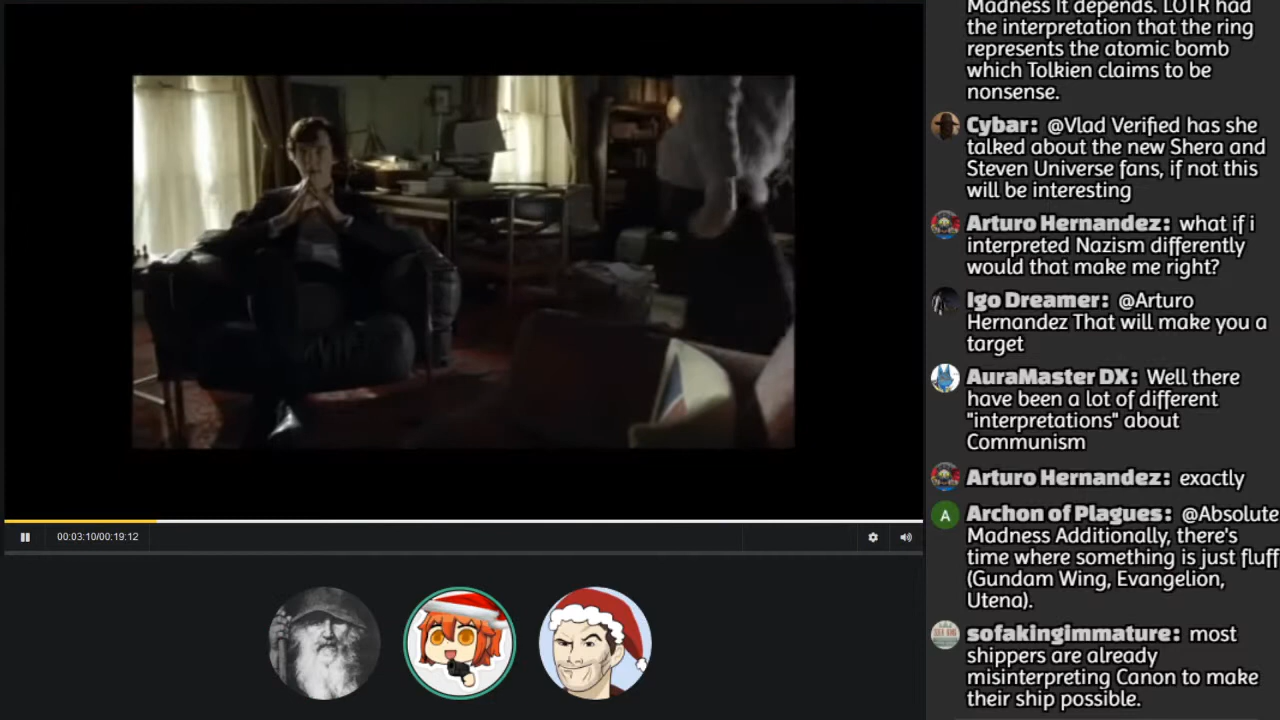 Madness It depends. LOTR had
the interpretation that the ring
represents the atomic bomb
which Tolkien claims to be
nonsense.
Cybar: @Vlad Verified has she
talked about the new Shera and
Steven Universe fans, if not this
will be interesting
Arturo Hernandez: what if i
interpreted Nazism differently
would that make me right?
Igo Dreamer: @Arturo
Hernandez That will make you a
target
AuraMaster DX: Well there
have been a lot of different
"interpretations" about
Communism
Arturo Hernandez: exactly
A
Archon of Plagues: @Absolute
Madness Additionally, there's
time where something is just fluff
(Gundam Wing, Evangelion,
Utena).
sofakingimmature: most
shippers are already
misinterpreting Canon to make
their ship possible.
00:03:10/00:19:12